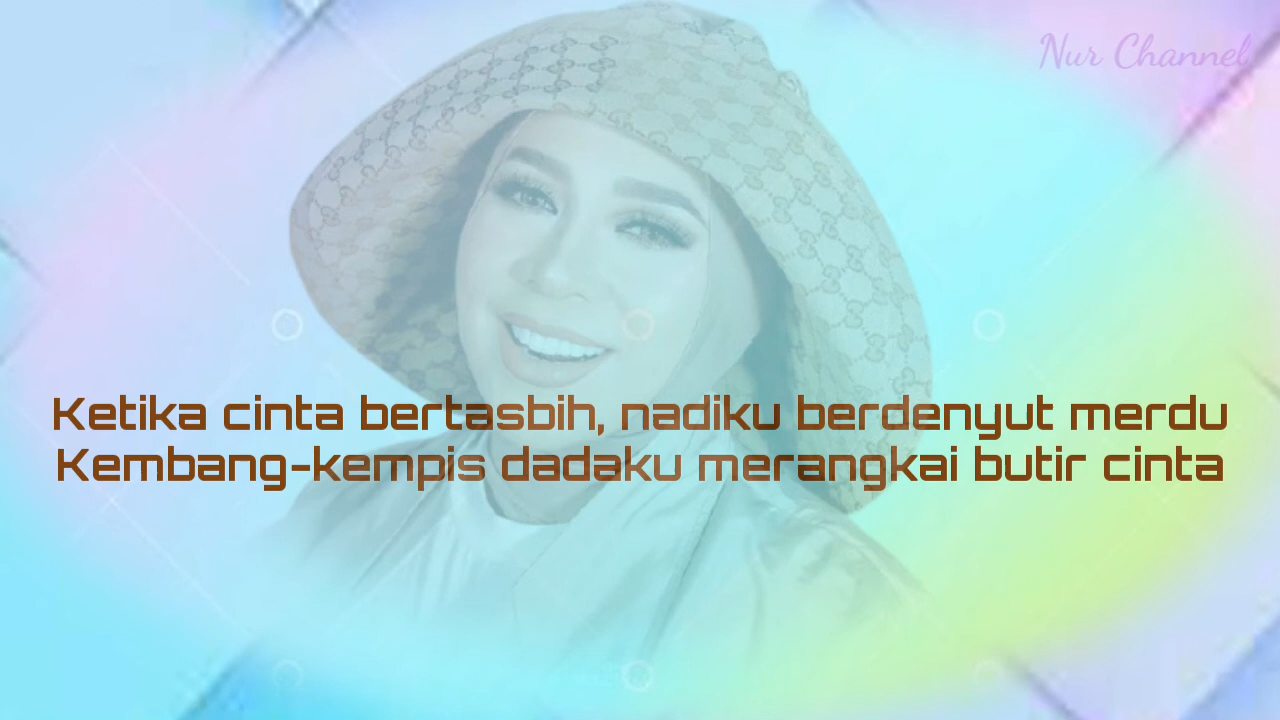 Nur Channel
Ketika cinta bertasbih, nadiku berdenyut merdu
Kembang-kempis dadaku merangkai butir cinta